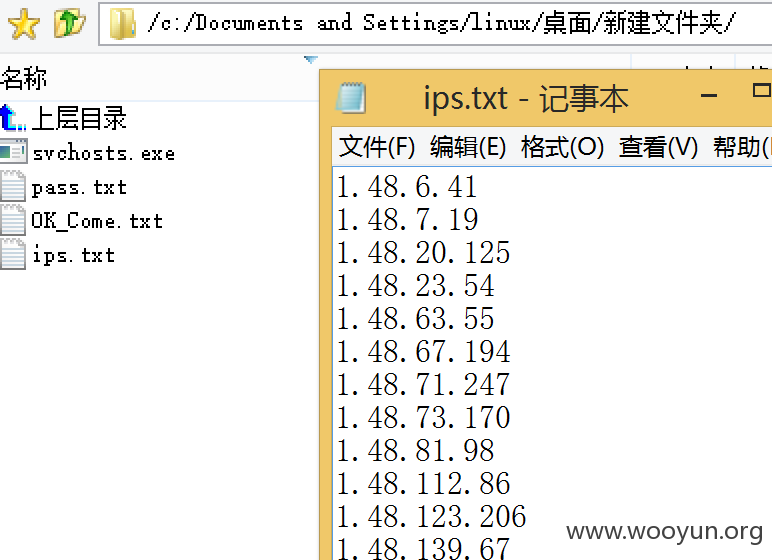 /c:/Documents and Settings/linux/桌面/新建文件夹/
名称
上层目录
svchosts.exe
pass.txt
OK_Come.txt
ips.txt
ips.txt - 记事本
文件(F) 编辑(E) 格式(O) 查看(V) 帮助(
1.48.6.41
1.48.7.19
1.48.20.125
1.48.23.54
1.48.63.55
1.48.67.194
1.48.71.247
1.48.73.170
1.48.81.98
1.48.112.86
1.48.123.206
1.48.139.67
www.wooyun.org